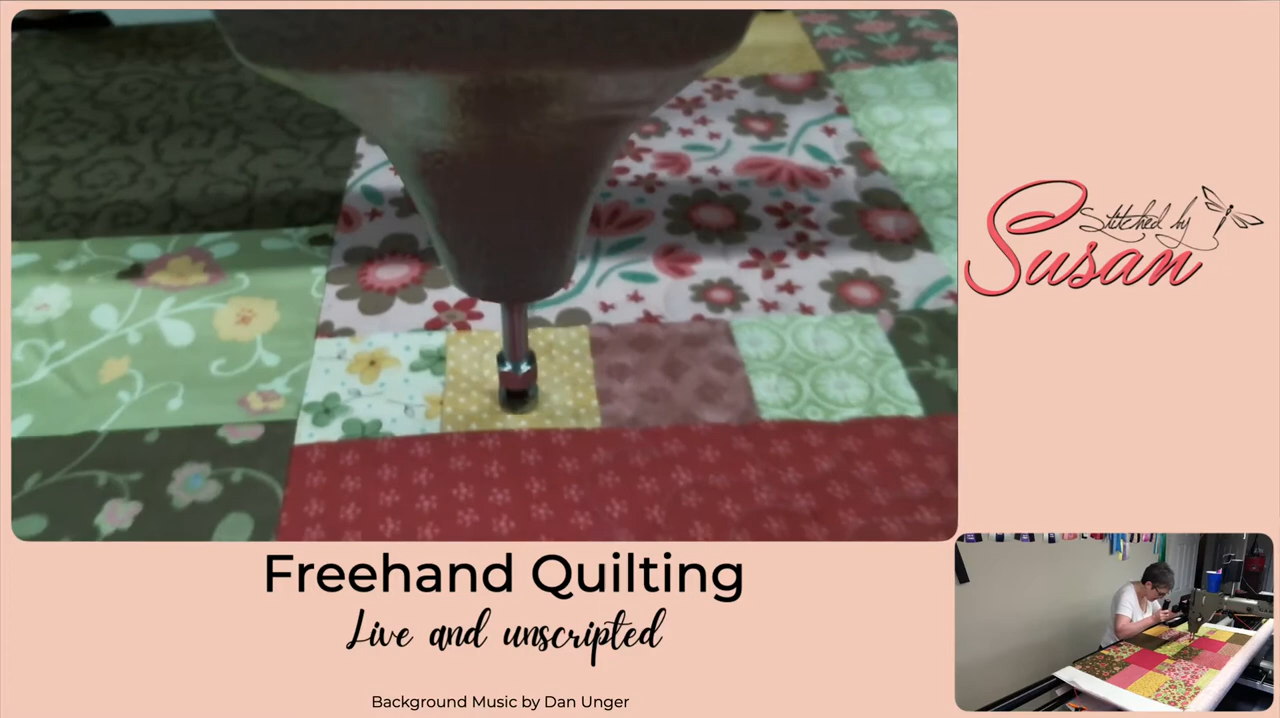 Stitched by
Susan
Freehand Quilting
Live and unscripted
Background Music by Dan Unger